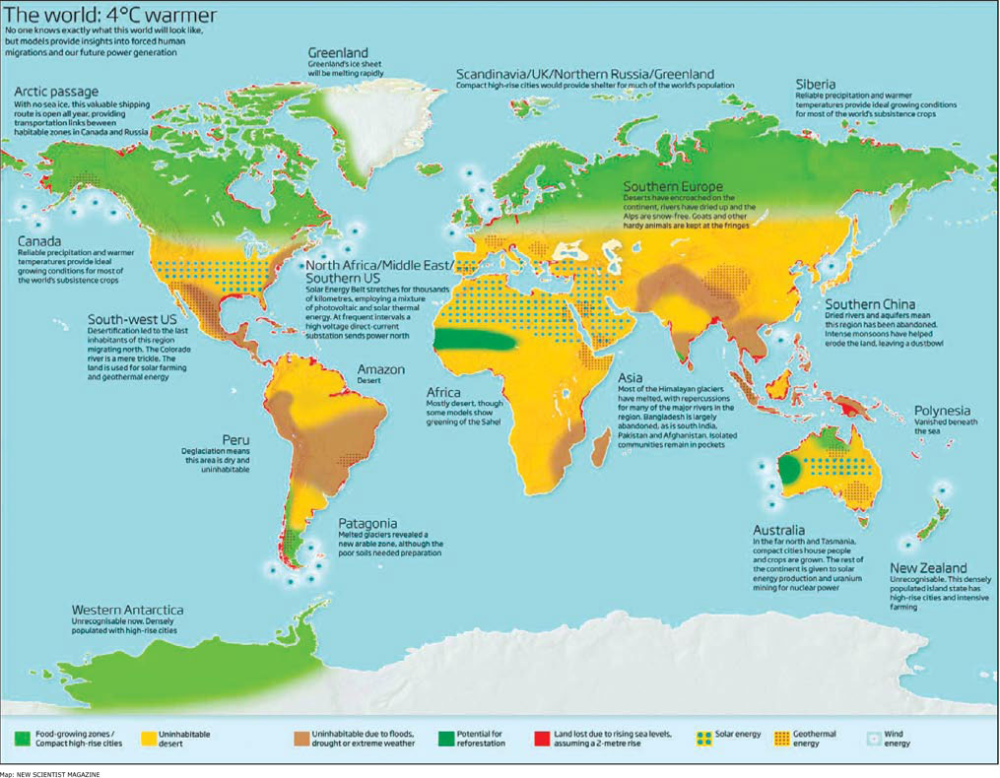 The world: 4°C warmer
No one knows exactly what this world will look like,
but models provide insights into forced human
migrations and our future power generation
Greenland
Greenland's ice sheet
will be melting rapidly
Scandinavia/UK/Northern Russia/Greenland
Compact high-rise cities would provide shelter for much of the world's population
Siberia
Reliable precipitation and warmer
temperatures provide ideal growing conditions
for most of the world's subsistence crops
Arctic passage
With no sea ice, this valuable shipping
route is open all year, providing
transportation links beween
habitable zones in Canada and Russia
Southern Europe
Deserts have encroached on the
continent, rivers have dried up and the
Alps are snow-free. Goats and other
hardy animals are kept at the fringes
Canada
Reliable precipitation and warmer
temperatures provide ideal
growing conditions for most of
the world's subsistence crops
North Africa/Middle East/
Southern US
Solar Energy Belt stretches for thousands
of kilometres, employing a mixture
of photovoltaic and solar thermal
energy. At frequent intervals a
high voltage direct-current
substation sends power north
South-west US
Desertification led to the last
inhabitants of this region
migrating north. The Colorado
river is a mere trickle. The
land is used for solar farming
and geothermal energy
Southern China
Dried rivers and aquifers mean
this region has been abandoned.
Intense monsoons have helped
erode the land, leaving a dustbowl
Amazon
Desert
Africa
Mostly desert, though
some models show
greening of the Sahel
Asia
Most of the Himalayan glaciers
have melted, with repercussions
for many of the major rivers in the
region. Bangladesh is largely
abandoned, as is south India,
Pakistan and Afghanistan. Isolated
communities remain in pockets
Polynesia
Vanished beneath
the sea
Peru
Deglaciation means
this area is dry and
uninhabitable
Patagonia
Melted glaciers revealed a
new arable zone, although the
poor soils needed preparation
Australia
In the far north and Tasmania,
compact cities house people
and crops are grown. The rest of
the continent is given to solar
energy production and uranium
mining for nuclear power
New Zealand
Unrecognisable. This densely
populated island state has
high-rise cities and intensive
farming
Western Antarctica
Unrecognisable now. Densely
populated with high-rise cities
Food-growing zones /
Compact high-rise cities
Uninhabitable
desert
Uninhabitable due to floods,
drought or extreme weather
Potential for
reforestation
Land lost due to rising sea levels,
assuming a 2-metre rise
Solar energy
Geothermal
energy
Wind
energy
Map: NEW SCIENTIST MAGAZINE